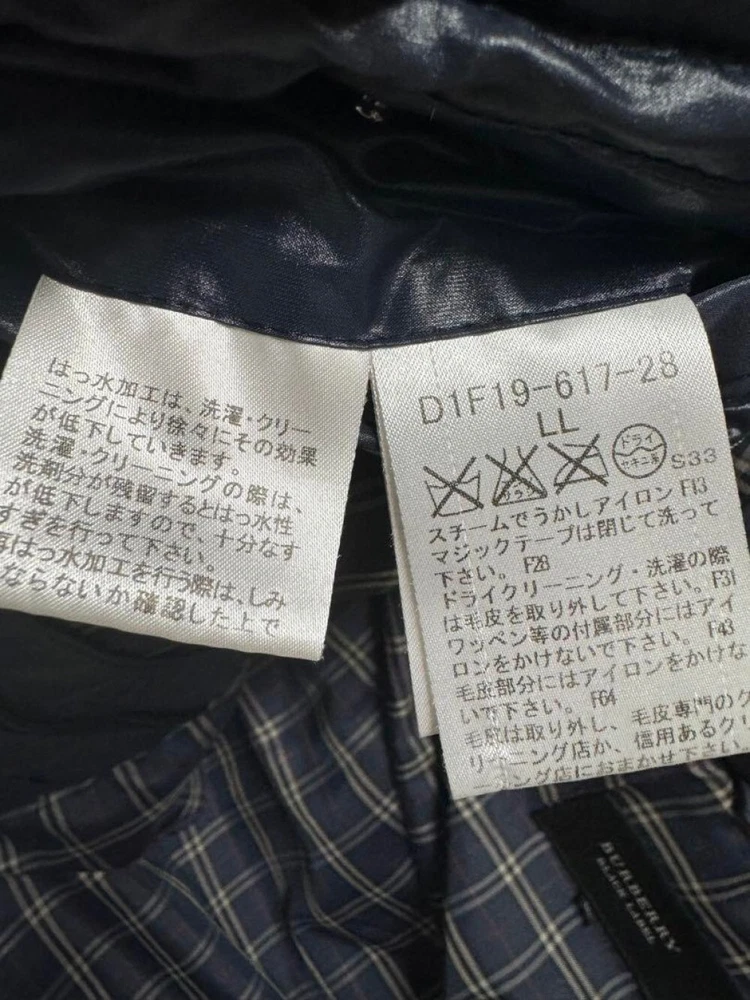 はっ水加工は、洗濯・クリー
ニングにより徐々にその効果
が低下していきます。
洗濯・クリーニングの際は、
洗剤分が残留するとはっ水性
が低下しますので、十分なす
すぎを行って下さい。
はっ水加工を行う際は、しみ
ならないか確認した上で
D1F19-617-28
LL
ドライ
セキユ系
S33
スチームでうかしアイロン F13
マジックテープは閉じて洗って
下さい。 F28
ドライクリーニング・洗濯の際
は毛皮を取り外して下さい。F31
ワッペン等の付属部分にはアイ
ロンをかけないで下さい。 F43
毛皮部分にはアイロンをかけな
いで下さい。 F64
毛皮は取り外し、毛皮専門のク
リーニング店か、信用あるクリ
ーニング店におまかせ下さい
BURBERRY
BLACK LABEL